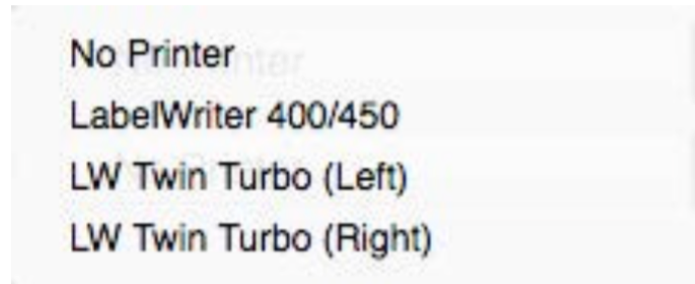 No Printer
LabelWriter 400/450
LW Twin Turbo (Left)
LW Twin Turbo (Right)